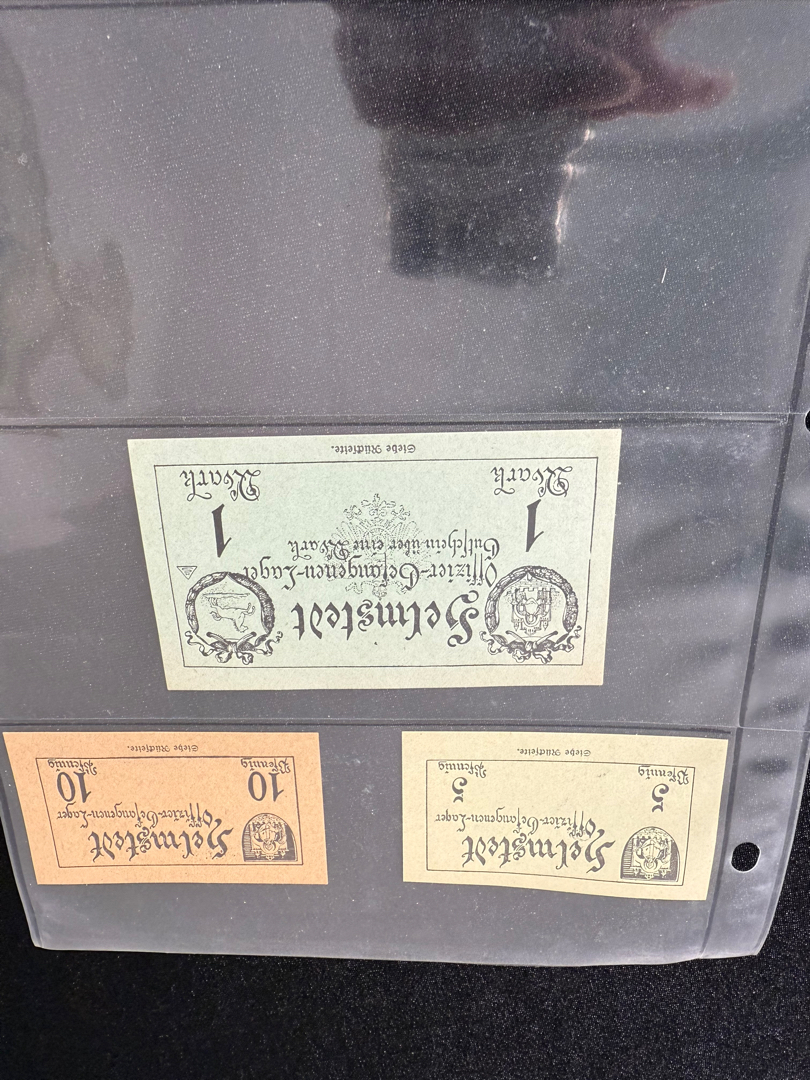 Helmstedt
Offizier-Gefangenen-Lager
Gutschein über eine Mark
1
Mark
1
Mark
Siehe Rückseite.
Helmstedt
Offizier-Gefangenen-Lager
5
Pfennig
5
Pfennig
Siehe Rückseite.
Helmstedt
Offizier-Gefangenen-Lager
10
Pfennig
10
Pfennig
Siehe Rückseite.